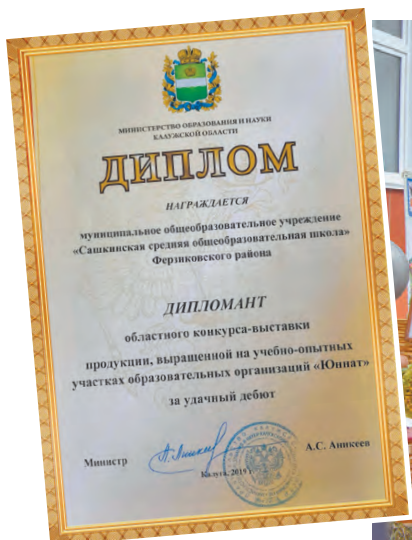 МИНИСТЕРСТВО ОБРАЗОВАНИЯ И НАУКИ
КАЛУЖСКОЙ ОБЛАСТИ
ДИПЛОМ
НАГРАЖДАЕТСЯ
муниципальное общеобразовательное учреждение
«Сашкинская средняя общеобразовательная школа»
Ферзиковского района
ДИПЛОМАНТ
областного конкурса-выставки
продукции, выращенной на учебно-опытных
участках образовательных организаций «Юннат»
за удачный дебют
Министр
А.С. Аникеев
Калуга, 2019 г.